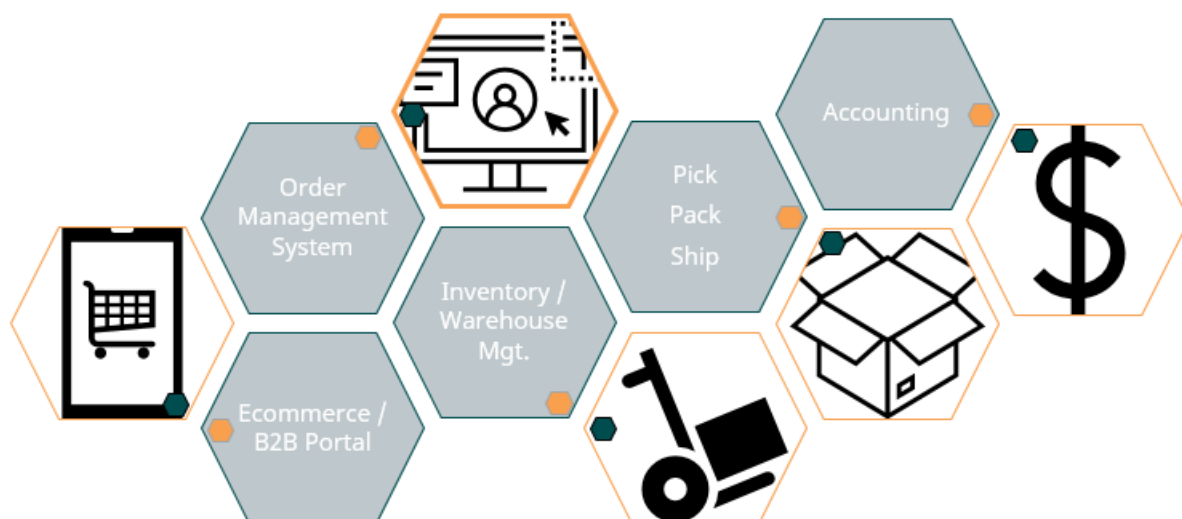 Order
Management
System
Ecommerce /
B2B Portal
Inventory /
Warehouse
Mgt.
Pick
Pack
Ship
Accounting